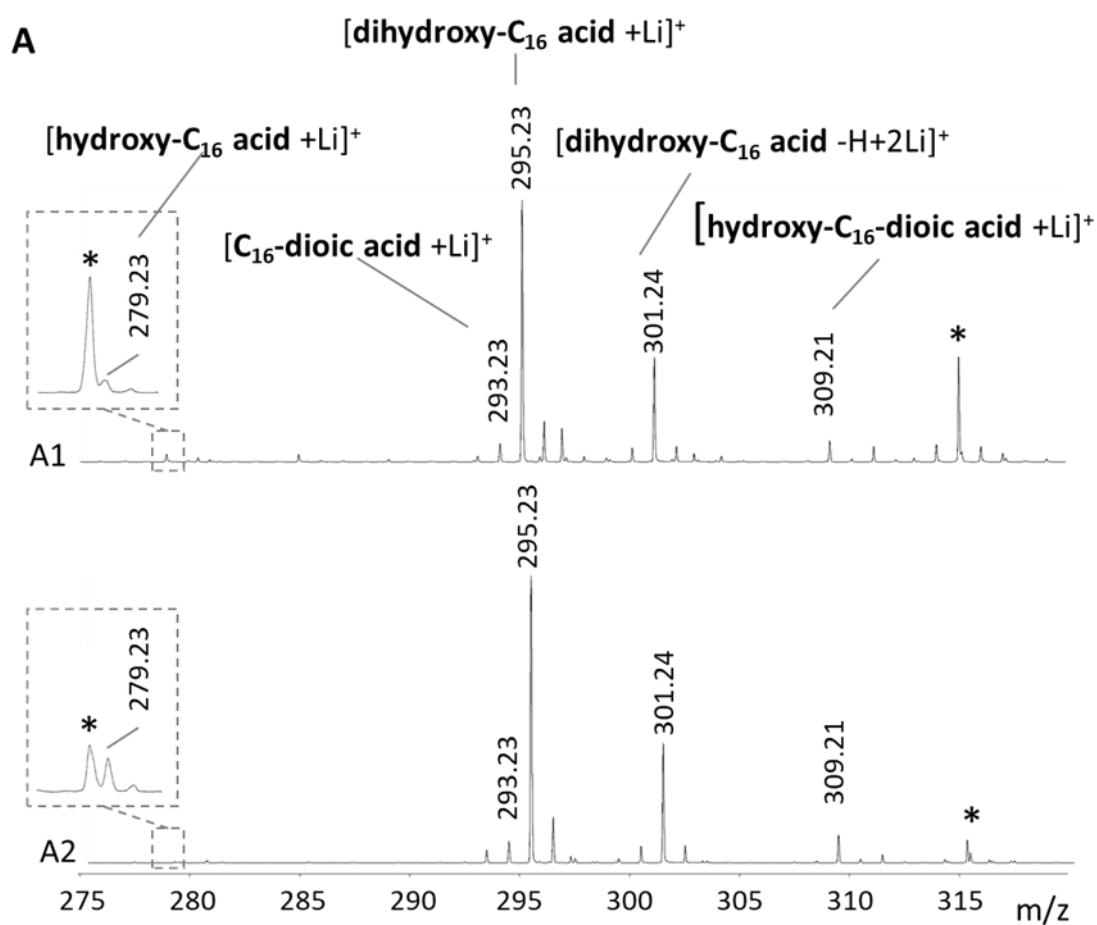 A
[dihydroxy-C16 acid +Li]+
[hydroxy-C16 acid +Li]+
295.23
[dihydroxy-C16 acid -H+2Li]+
[hydroxy-C16-dioic acid +Li]+
[C16-dioic acid +Li]+
*
279.23
293.23
301.24
309.21
*
A1
295.23
279.23
*
293.23
301.24
309.21
*
A2
275 280 285 290 295 300 305 310 315 m/z